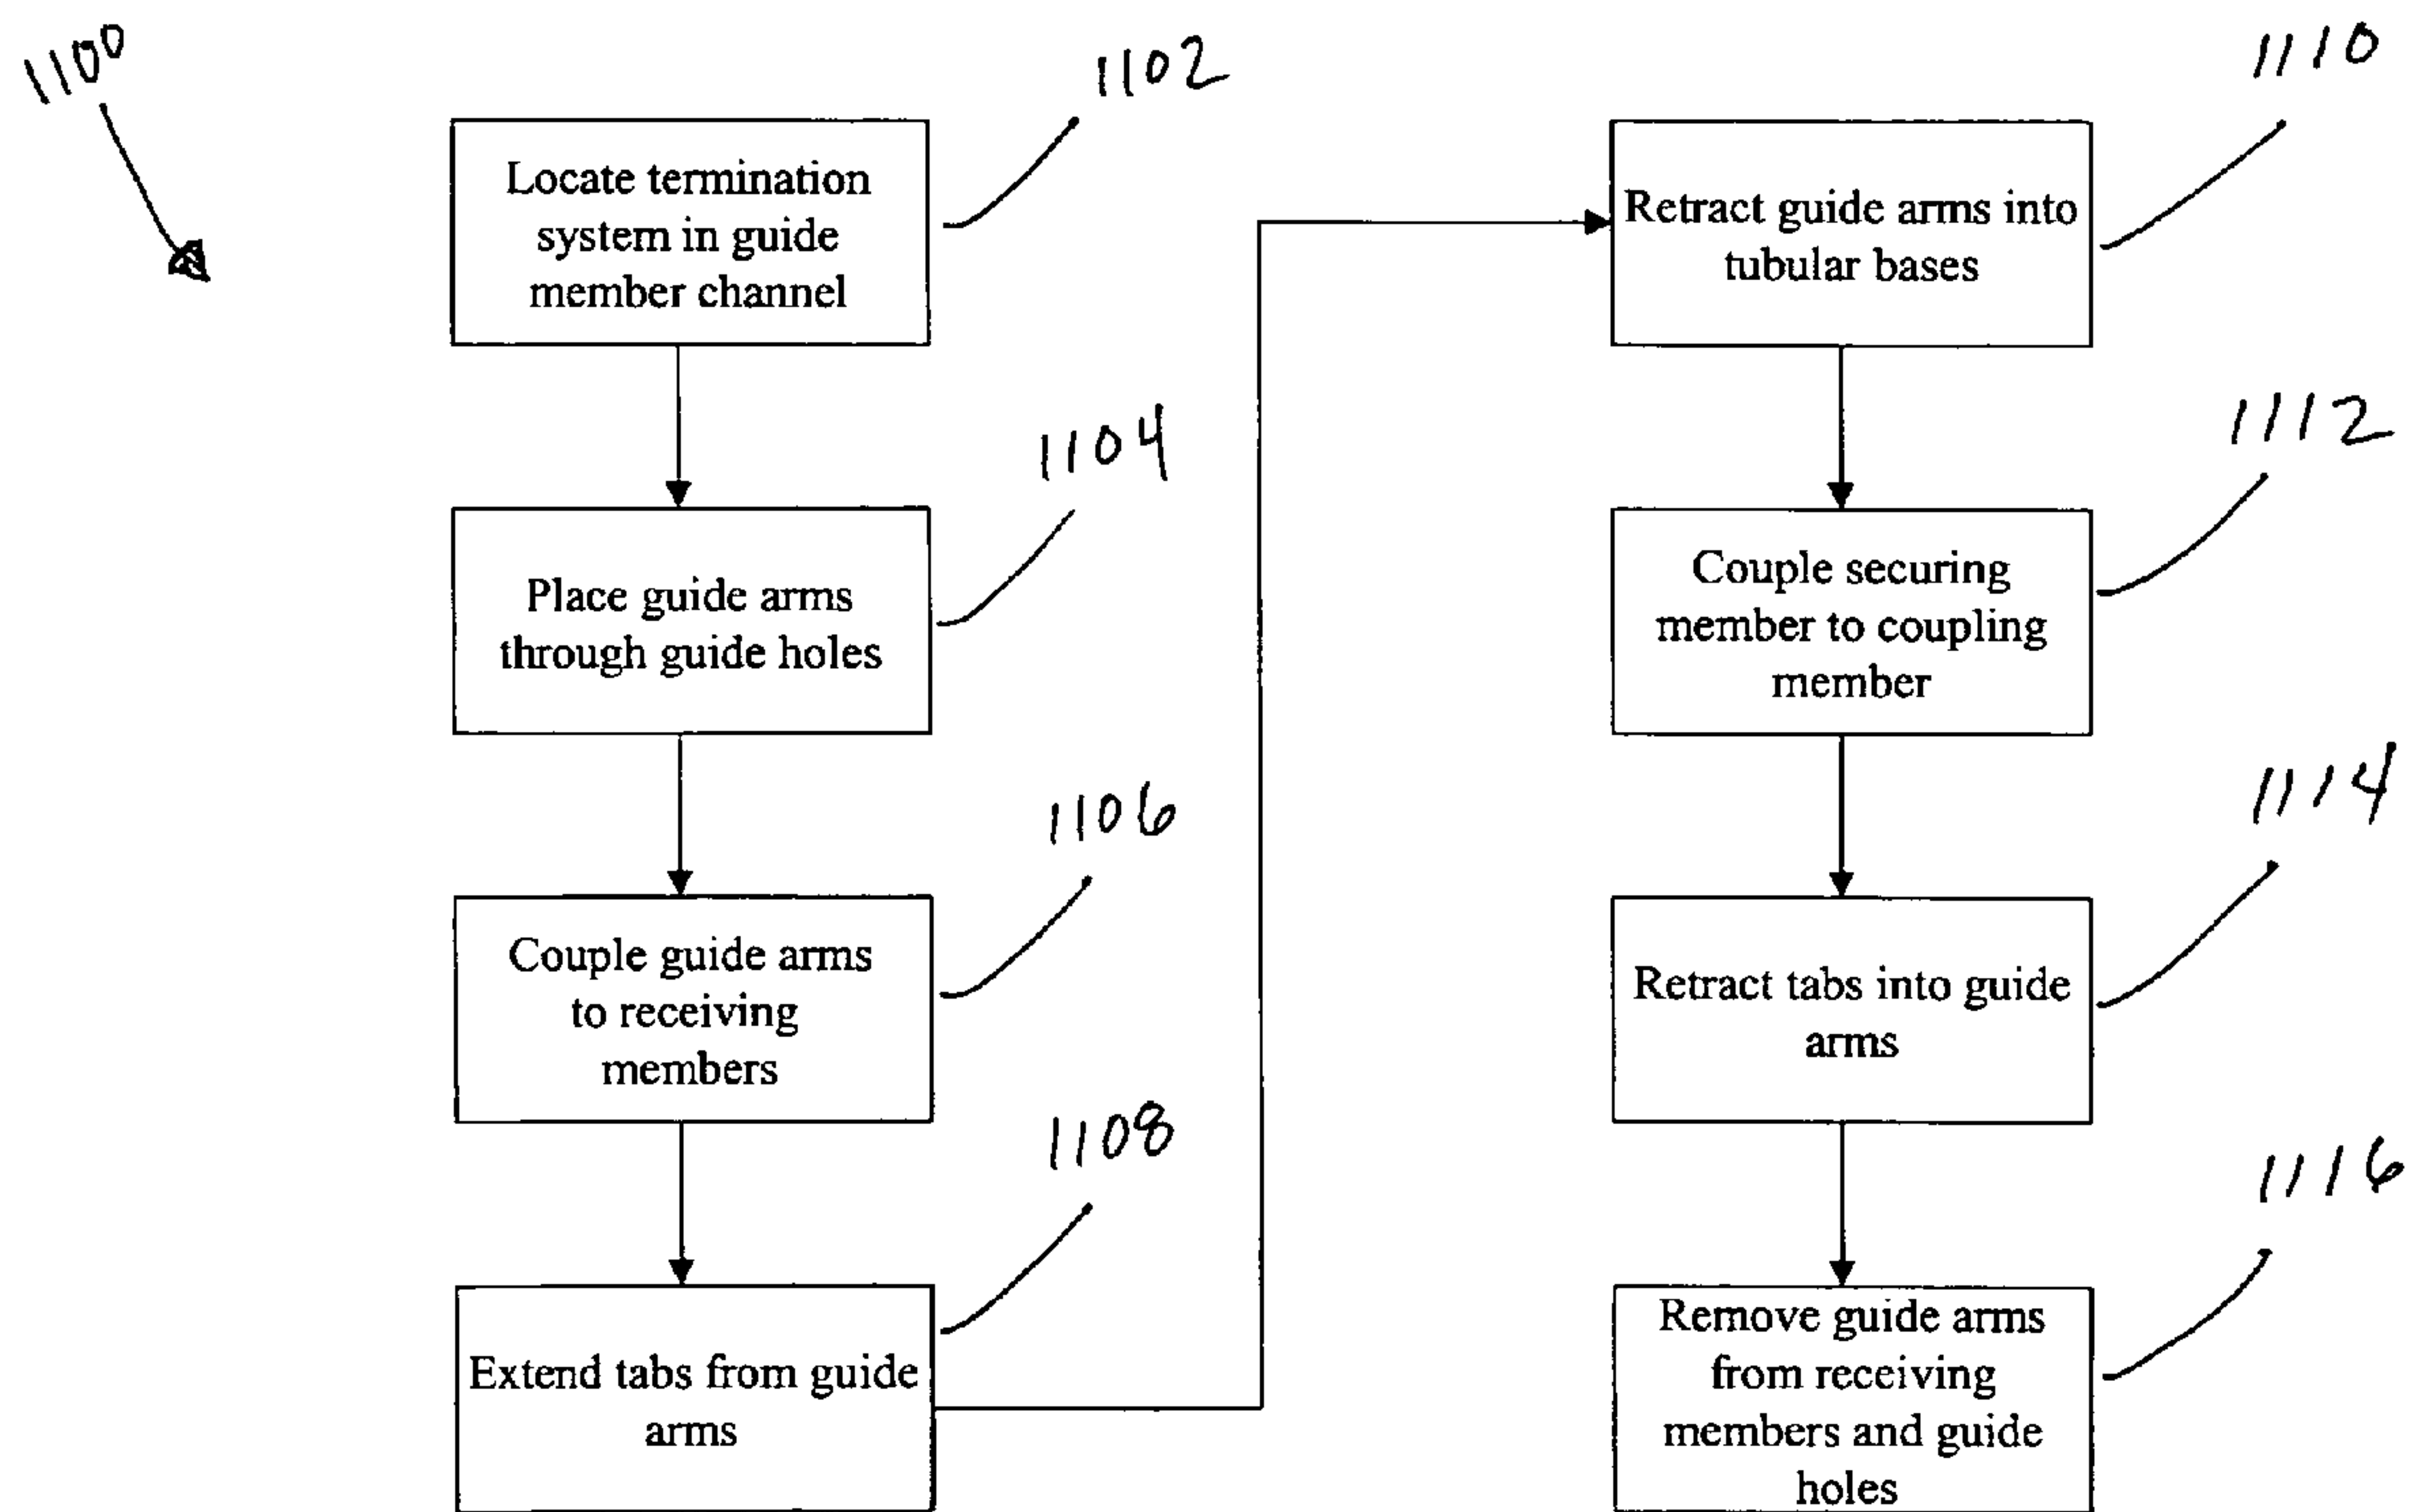 1100
1102
Locate termination
system in guide
member channel
1104
Place guide arms
through guide holes
1106
Couple guide arms
to receiving
members
1108
Extend tabs from guide
arms
1110
Retract guide arms into
tubular bases
1112
Couple securing
member to coupling
member
1114
Retract tabs into guide
arms
1116
Remove guide arms
from receiving
members and guide
holes